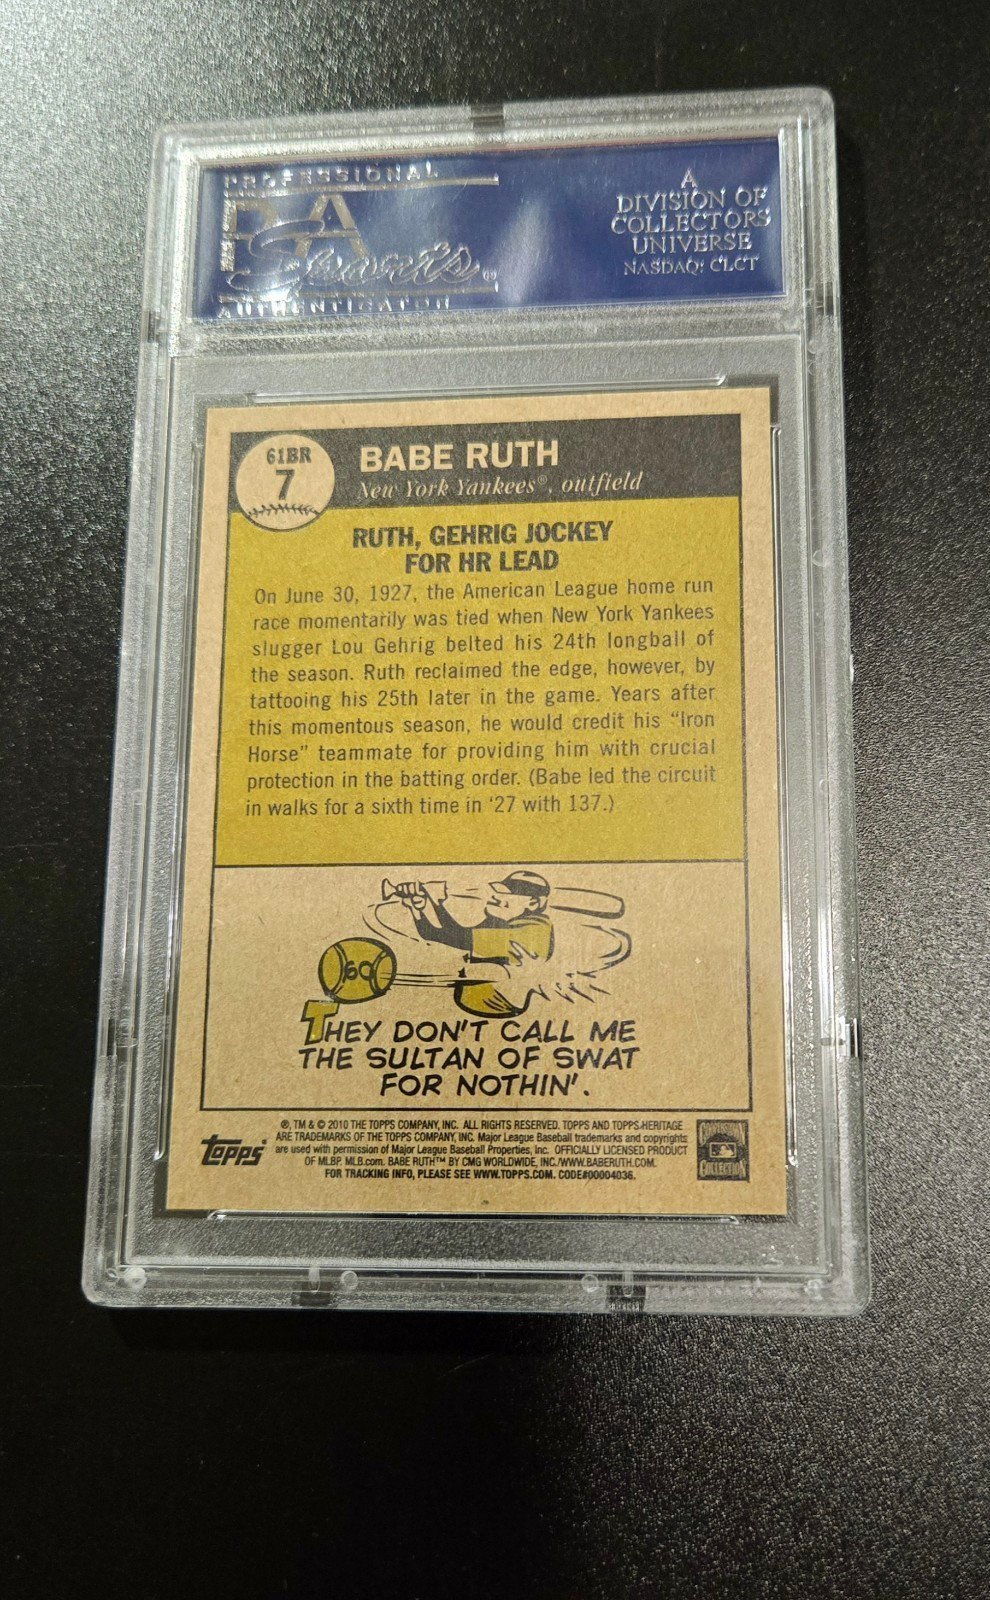 PROFESSIONAL
PSA
Sports®
AUTHENTICATOR
A
DIVISION OF
COLLECTORS
UNIVERSE
NASDAQ: CLCT
61BR
7
BABE RUTH
New York Yankees®, outfield
RUTH, GEHRIG JOCKEY
FOR HR LEAD
On June 30, 1927, the American League home run
race momentarily was tied when New York Yankees
slugger Lou Gehrig belted his 24th longball of
the season. Ruth reclaimed the edge, however, by
tattooing his 25th later in the game. Years after
this momentous season, he would credit his “Iron
Horse” teammate for providing him with crucial
protection in the batting order. (Babe led the circuit
in walks for a sixth time in '27 with 137.)
60
THEY DON'T CALL ME
THE SULTAN OF SWAT
FOR NOTHIN'.
Topps®
®, TM & © 2010 THE TOPPS COMPANY, INC. ALL RIGHTS RESERVED. TOPPS AND TOPPS-HERITAGE
ARE TRADEMARKS OF THE TOPPS COMPANY, INC. Major League Baseball trademarks and copyrights
are used with permission of Major League Baseball Properties, Inc. OFFICIALLY LICENSED PRODUCT
OF MLBP. MLB.com. BABE RUTH™ BY CMG WORLDWIDE, INC./WWW.BABERUTH.COM.
FOR TRACKING INFO, PLEASE SEE WWW.TOPPS.COM. CODE#00004036.
COOPERSTOWN
COLLECTION